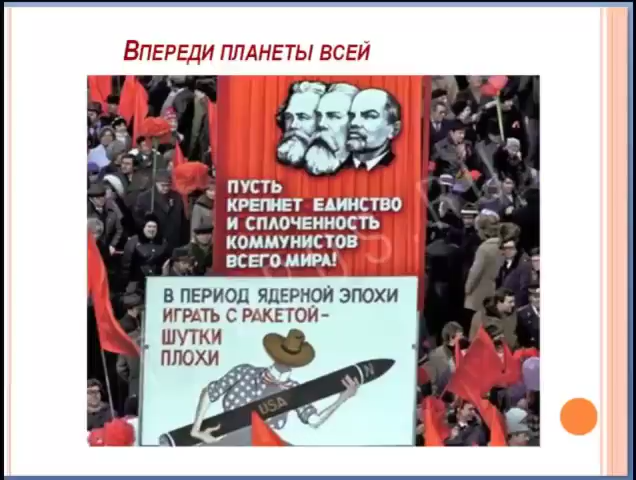 Впереди планеты всей
ПУСТЬ
КРЕПНЕТ ЕДИНСТВО
И СПЛОЧЕННОСТЬ
КОММУНИСТОВ
ВСЕГО МИРА!
В ПЕРИОД ЯДЕРНОЙ ЭПОХИ
ИГРАТЬ С РАКЕТОЙ-
ШУТКИ
ПЛОХИ
USA